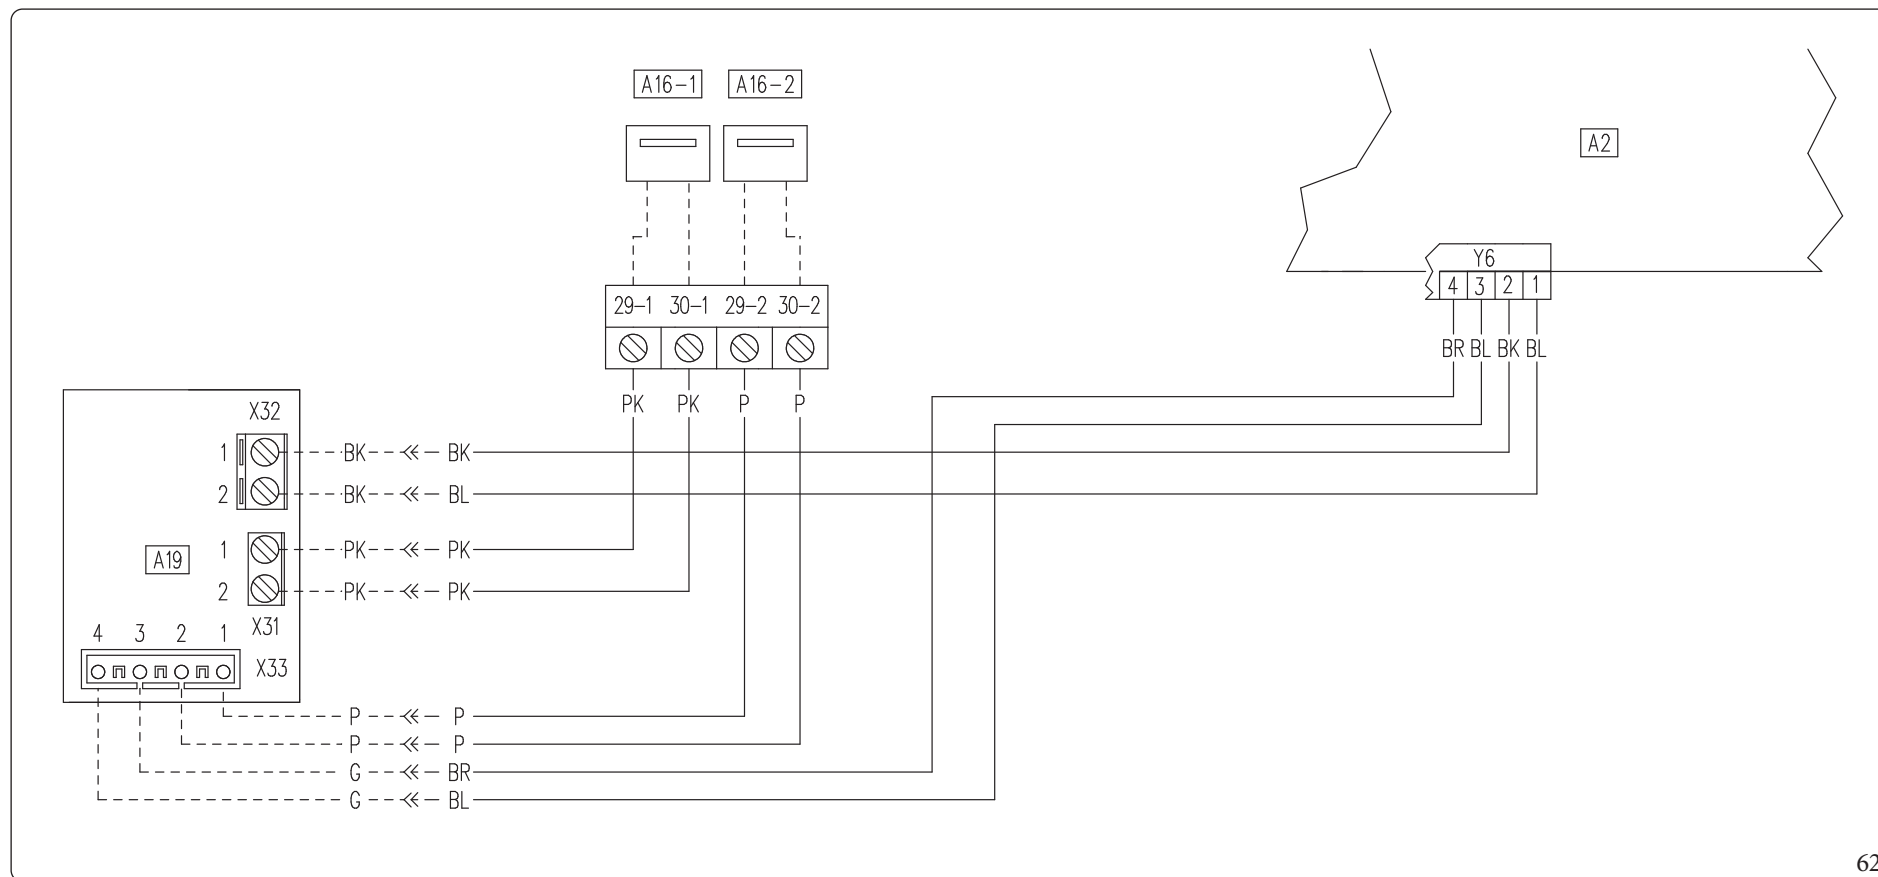 A16-1 A16-2
A2
Y6
4 3 2 1
29-1 30-1 29-2 30-2
BR BL BK BL
PK PK P P
X32
1 BK BK
2 BK BL
A19
1 PK PK
2 PK PK
X31
4 3 2 1
X33
P P
P P
G BR
G BL
62